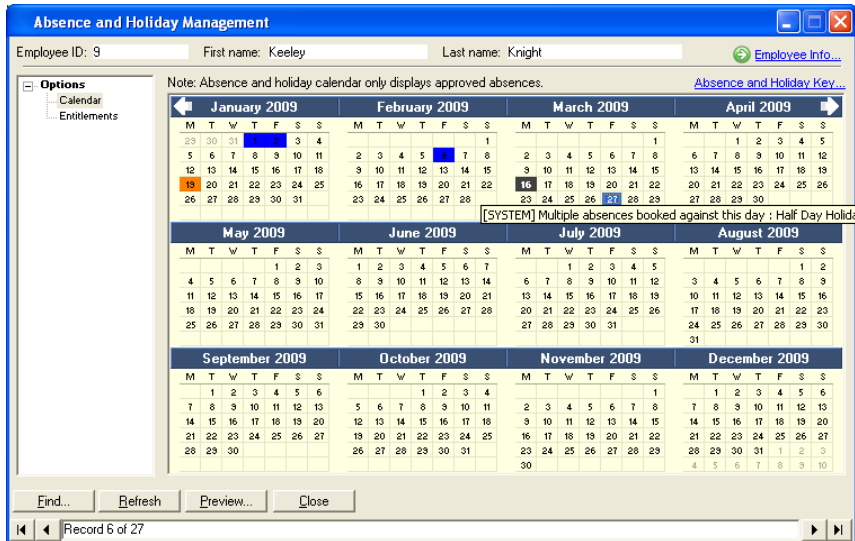 Absence and Holiday Management
Employee ID: 9 First name: Keeley Last name: Knight Employee Info...
Options
Calendar
Entitlements
Note: Absence and holiday calendar only displays approved absences. Absence and Holiday Key...
January 2009 February 2009 March 2009 April 2009
M T W T F S S M T W T F S S M T W T F S S M T W T F S S
29 30 31 1 2 3 4 1 1 1 2 3 4 5
5 6 7 8 9 10 11 2 3 4 5 6 7 8 2 3 4 5 6 7 8 6 7 8 9 10 11 12
12 13 14 15 16 17 18 9 10 11 12 13 14 15 9 10 11 12 13 14 15 13 14 15 16 17 18 19
19 20 21 22 23 24 25 16 17 18 19 20 21 22 16 17 18 19 20 21 22 20 21 22 23 24 25 26
26 27 28 29 30 31 23 24 25 26 27 28 23 24 25 26 27 28 29 27 28 29 30
[SYSTEM] Multiple absences booked against this day : Half Day Holida
May 2009 June 2009 July 2009 August 2009
M T W T F S S M T W T F S S M T W T F S S M T W T F S S
1 2 3 1 2 3 4 5 6 7 1 2 3 4 5 1 2
4 5 6 7 8 9 10 8 9 10 11 12 13 14 6 7 8 9 10 11 12 3 4 5 6 7 8 9
11 12 13 14 15 16 17 15 16 17 18 19 20 21 13 14 15 16 17 18 19 10 11 12 13 14 15 16
18 19 20 21 22 23 24 22 23 24 25 26 27 28 20 21 22 23 24 25 26 17 18 19 20 21 22 23
25 26 27 28 29 30 31 29 30 27 28 29 30 31 24 25 26 27 28 29 30
31
September 2009 October 2009 November 2009 December 2009
M T W T F S S M T W T F S S M T W T F S S M T W T F S S
1 2 3 4 5 6 1 2 3 4 1 1 2 3 4 5 6
7 8 9 10 11 12 13 5 6 7 8 9 10 11 2 3 4 5 6 7 8 7 8 9 10 11 12 13
14 15 16 17 18 19 20 12 13 14 15 16 17 18 9 10 11 12 13 14 15 14 15 16 17 18 19 20
21 22 23 24 25 26 27 19 20 21 22 23 24 25 16 17 18 19 20 21 22 21 22 23 24 25 26 27
28 29 30 26 27 28 29 30 31 23 24 25 26 27 28 29 28 29 30 31 1 2 3
30 4 5 6 7 8 9 10
Find... Refresh Preview... Close
Record 6 of 27